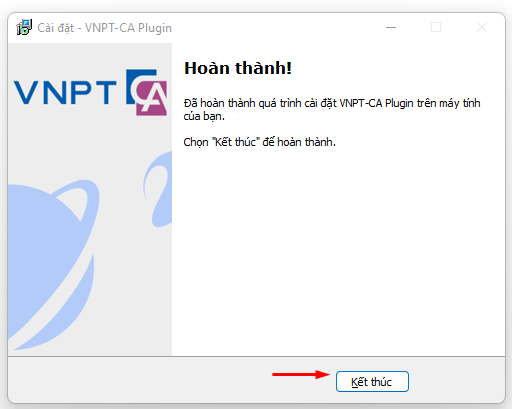 Cài đặt - VNPT-CA Plugin
VNPT CA
Hoàn thành!
Đã hoàn thành quá trình cài đặt VNPT-CA Plugin trên máy tính
của bạn.
Chọn "Kết thúc" để hoàn thành.
Kết thúc